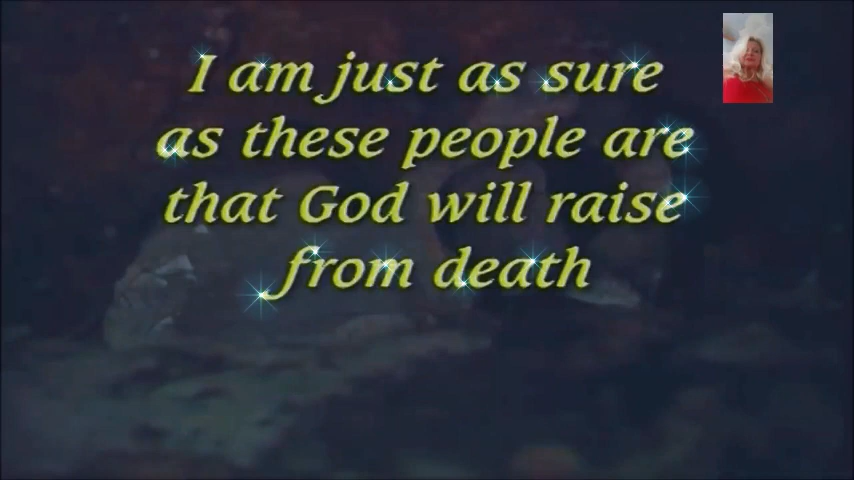 I am just as sure
as these people are
that God will raise
from death